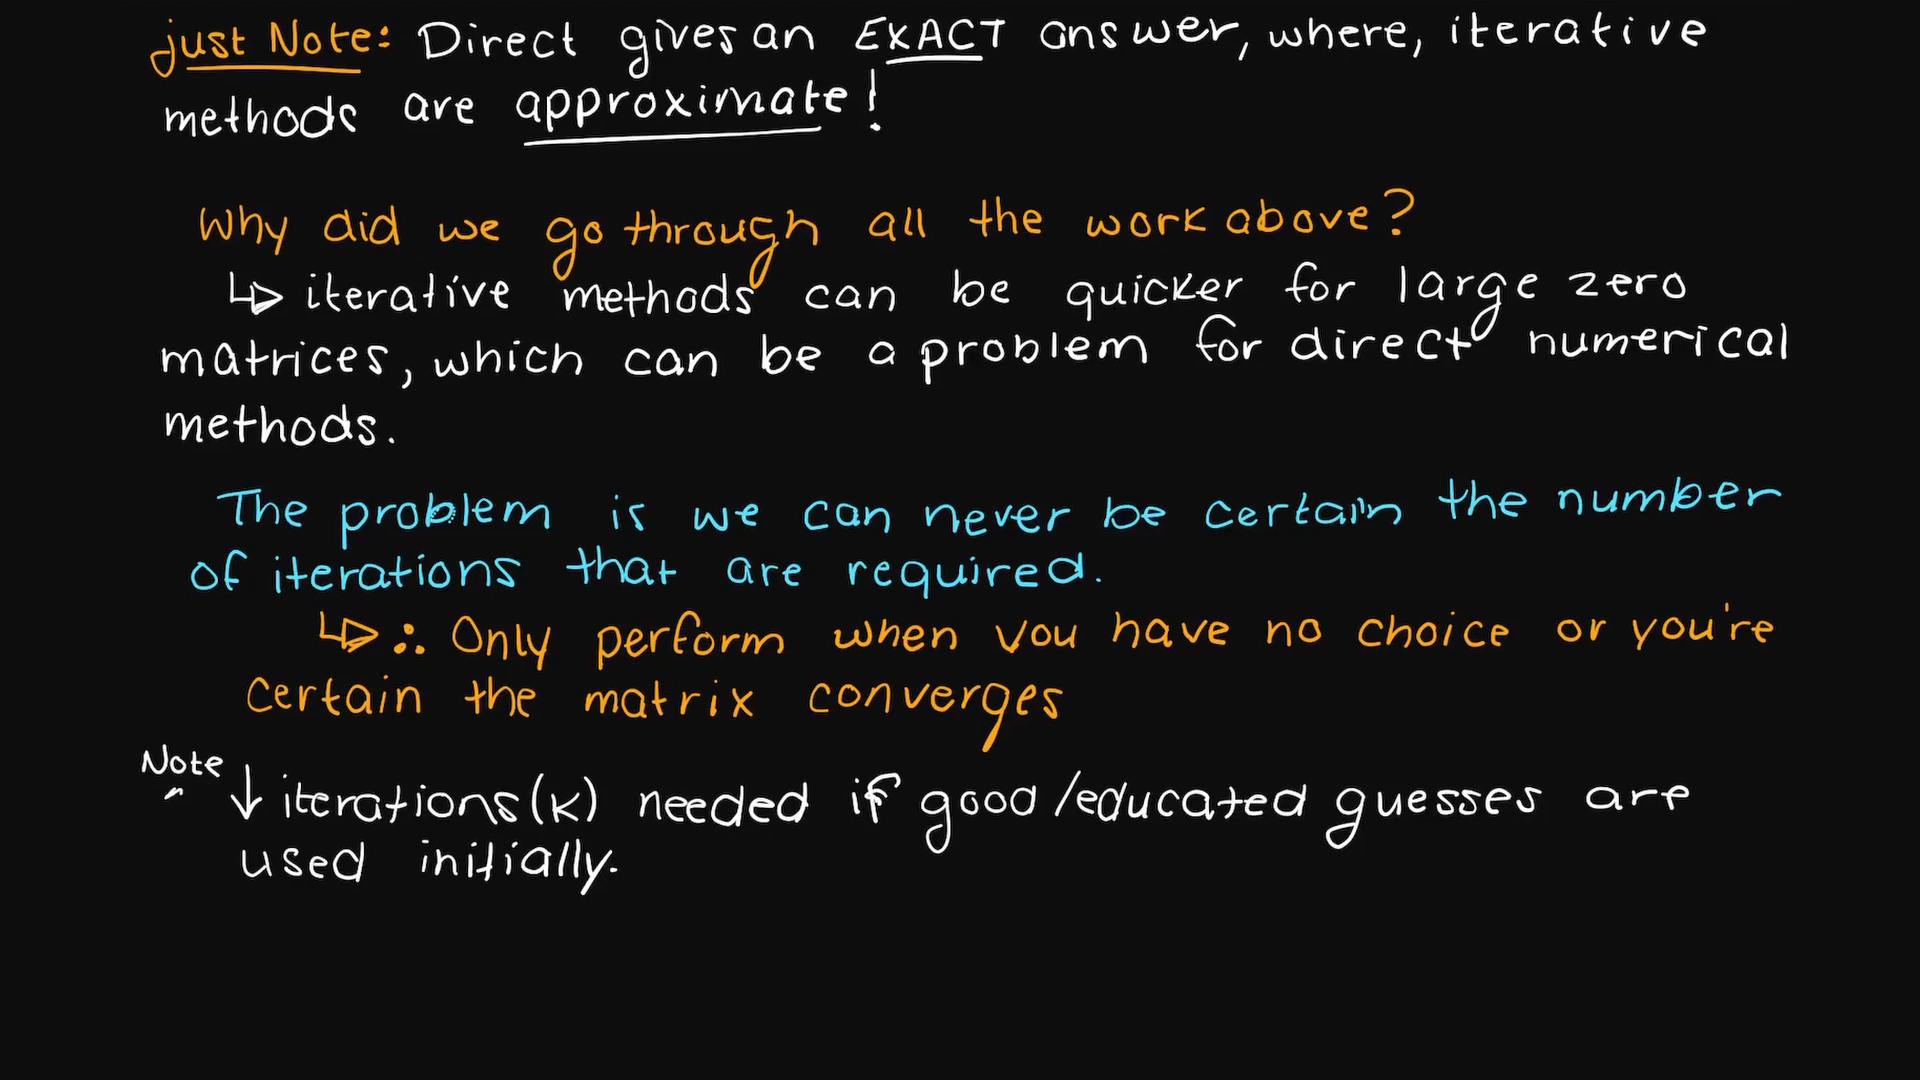 just Note: Direct gives an EXACT answer, where, iterative
methods are approximate!
Why did we go through all the work above?
↳ iterative methods can be quicker for large zero
matrices, which can be a problem for direct numerical
methods.
The problem is we can never be certain the number
of iterations that are required.
↳ ∴ Only perform when you have no choice or you're
certain the matrix converges
Note
↓ iterations (k) needed if good/educated guesses are
used initially.